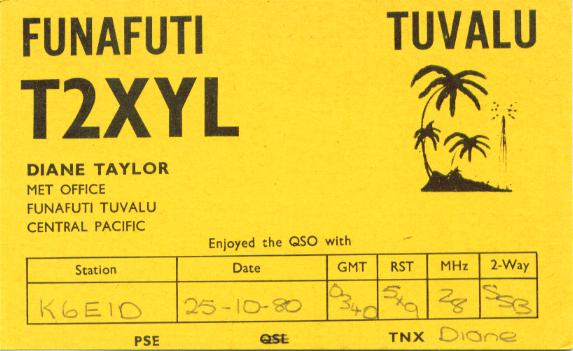 FUNAFUTI TUVALU
T2XYL
DIANE TAYLOR
MET OFFICE
FUNAFUTI TUVALU
CENTRAL PACIFIC
Enjoyed the QSO with
Station Date GMT RST MHz 2-Way
K6EID 25-10-80 0340 5x9 28 SSB
PSE QSL TNX Diane